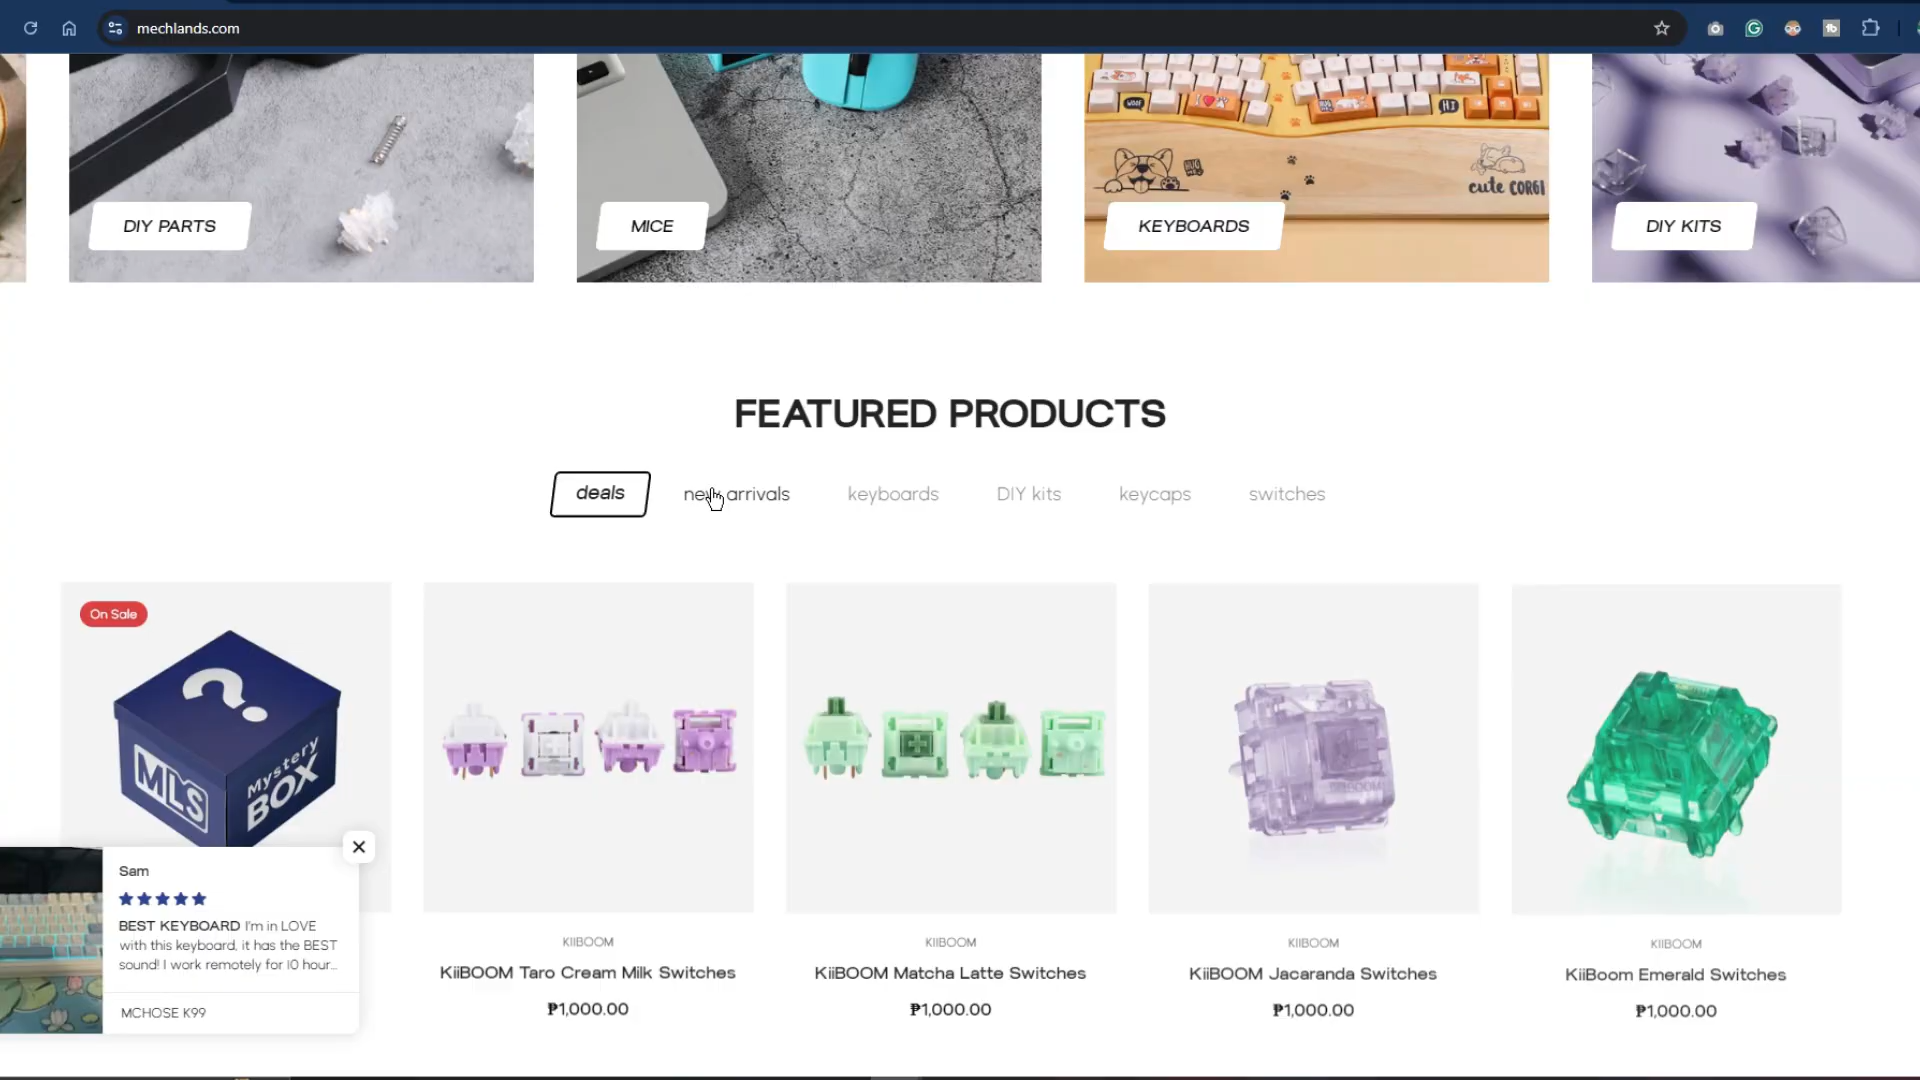 mechlands.com
WOOF
HI
cute CORGI
DIY PARTS
MICE
KEYBOARDS
DIY KITS
FEATURED PRODUCTS
deals
new arrivals
keyboards
DIY kits
keycaps
switches
On Sale
MLS
Mystery
BOX
KIIBOOM
KIIBOOM
KIIBOOM
KIIBOOM
KIIBOOM
KiiBOOM Taro Cream Milk Switches
KiiBOOM Matcha Latte Switches
KiiBOOM Jacaranda Switches
KiiBoom Emerald Switches
₱1,000.00
₱1,000.00
₱1,000.00
₱1,000.00
Sam
BEST KEYBOARD I'm in LOVE
with this keyboard, it has the BEST
sound! I work remotely for 10 hour...
MCHOSE K99